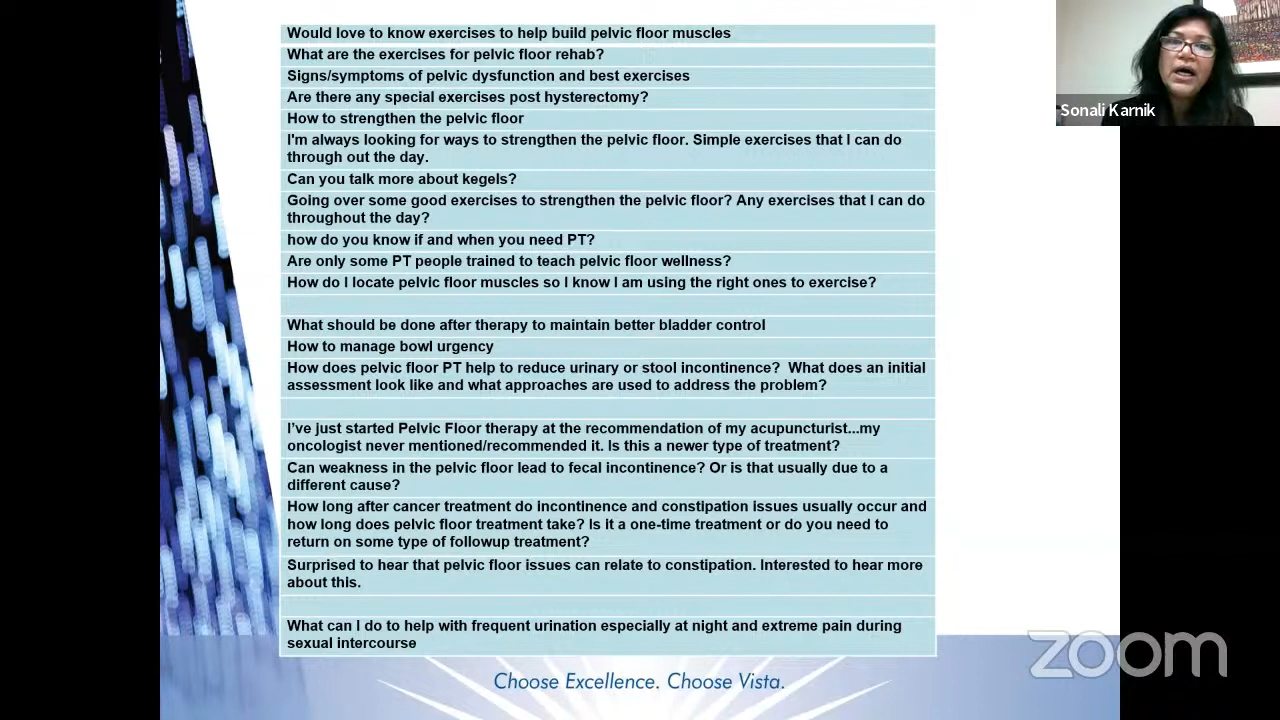 Would love to know exercises to help build pelvic floor muscles
What are the exercises for pelvic floor rehab?
Signs/symptoms of pelvic dysfunction and best exercises
Are there any special exercises post hysterectomy?
How to strengthen the pelvic floor
I'm always looking for ways to strengthen the pelvic floor. Simple exercises that I can do
through out the day.
Can you talk more about kegels?
Going over some good exercises to strengthen the pelvic floor? Any exercises that I can do
throughout the day?
how do you know if and when you need PT?
Are only some PT people trained to teach pelvic floor wellness?
How do I locate pelvic floor muscles so I know I am using the right ones to exercise?
What should be done after therapy to maintain better bladder control
How to manage bowl urgency
How does pelvic floor PT help to reduce urinary or stool incontinence?  What does an initial
assessment look like and what approaches are used to address the problem?
I've just started Pelvic Floor therapy at the recommendation of my acupuncturist...my
oncologist never mentioned/recommended it. Is this a newer type of treatment?
Can weakness in the pelvic floor lead to fecal incontinence? Or is that usually due to a
different cause?
How long after cancer treatment do incontinence and constipation issues usually occur and
how long does pelvic floor treatment take? Is it a one-time treatment or do you need to
return on some type of followup treatment?
Surprised to hear that pelvic floor issues can relate to constipation. Interested to hear more
about this.
What can I do to help with frequent urination especially at night and extreme pain during
sexual intercourse
Choose Excellence. Choose Vista.
Sonali Karnik
zoom